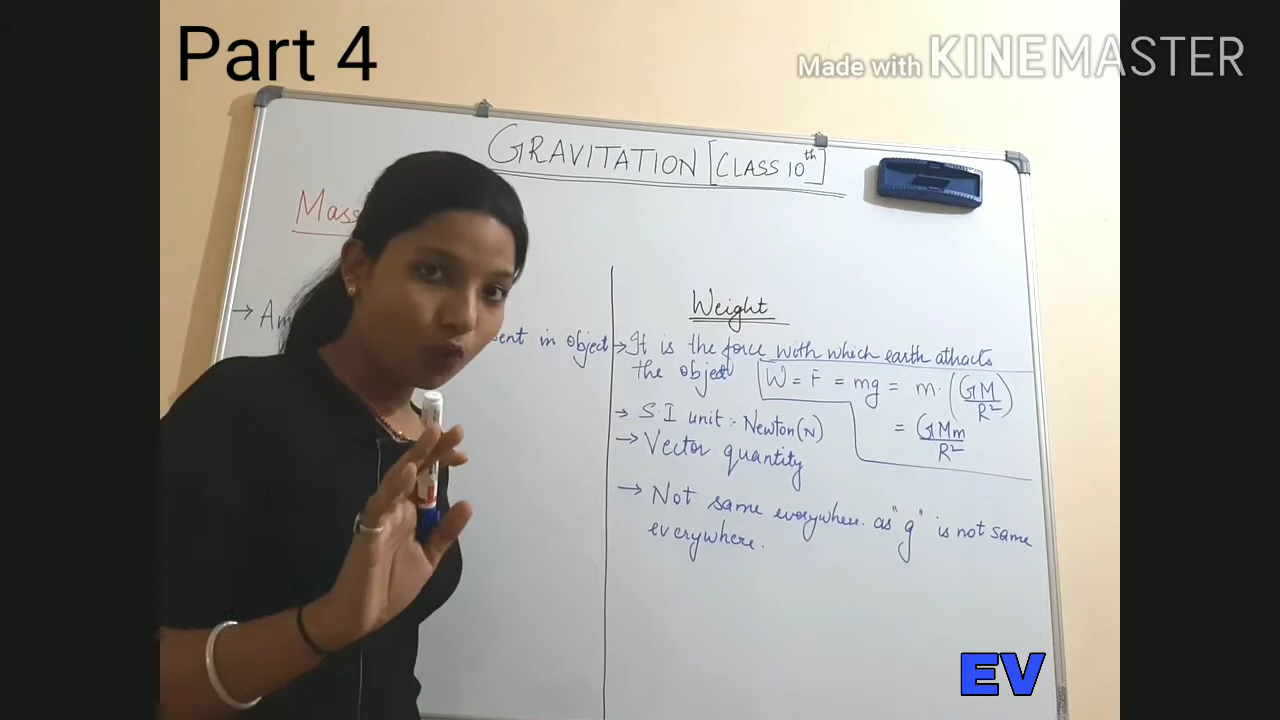 Part 4
Made with KINEMASTER
GRAVITATION [CLASS 10th]
Mass
→ Am
sent in object
Weight
→ It is the force with which earth attracts
the object
W = F = mg = m. (GM/R²)
= GMm/R²
→ S.I unit :- Newton(N)
→ Vector quantity
→ Not same everywhere. as "g" is not same
everywhere.
EV